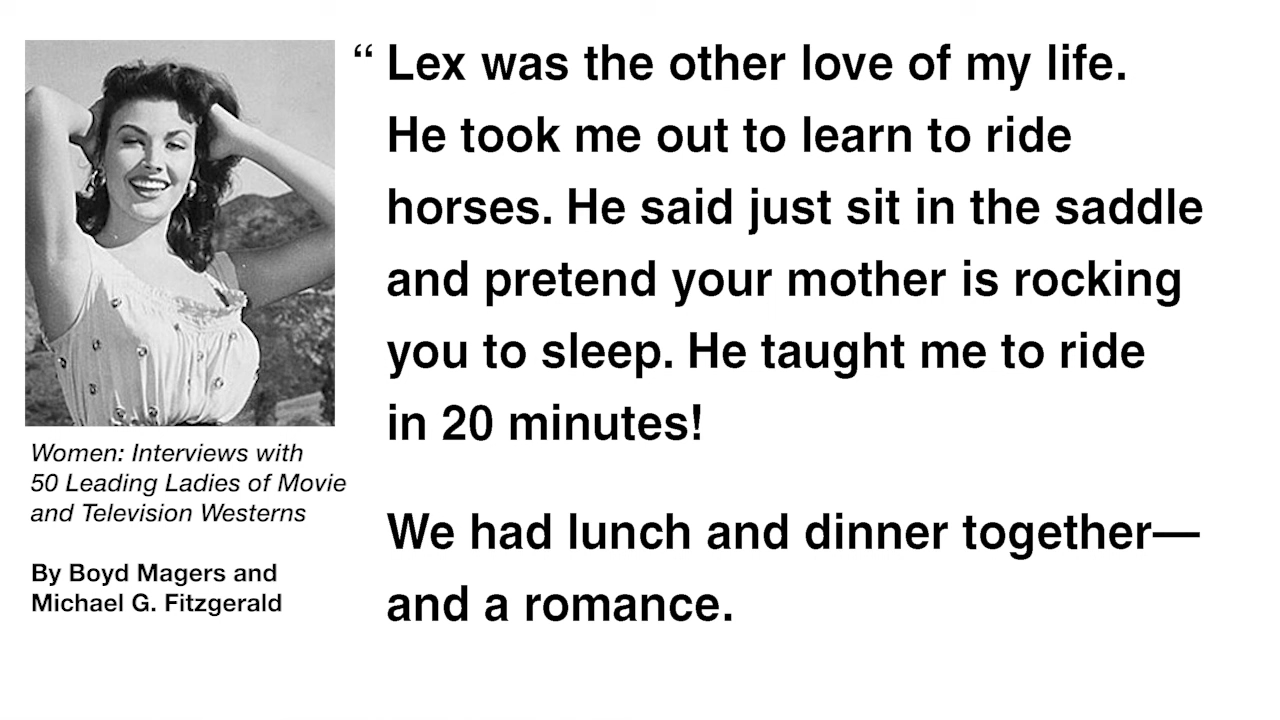 “ Lex was the other love of my life.
He took me out to learn to ride
horses. He said just sit in the saddle
and pretend your mother is rocking
you to sleep. He taught me to ride
in 20 minutes!
We had lunch and dinner together—
and a romance.
Women: Interviews with
50 Leading Ladies of Movie
and Television Westerns
By Boyd Magers and
Michael G. Fitzgerald